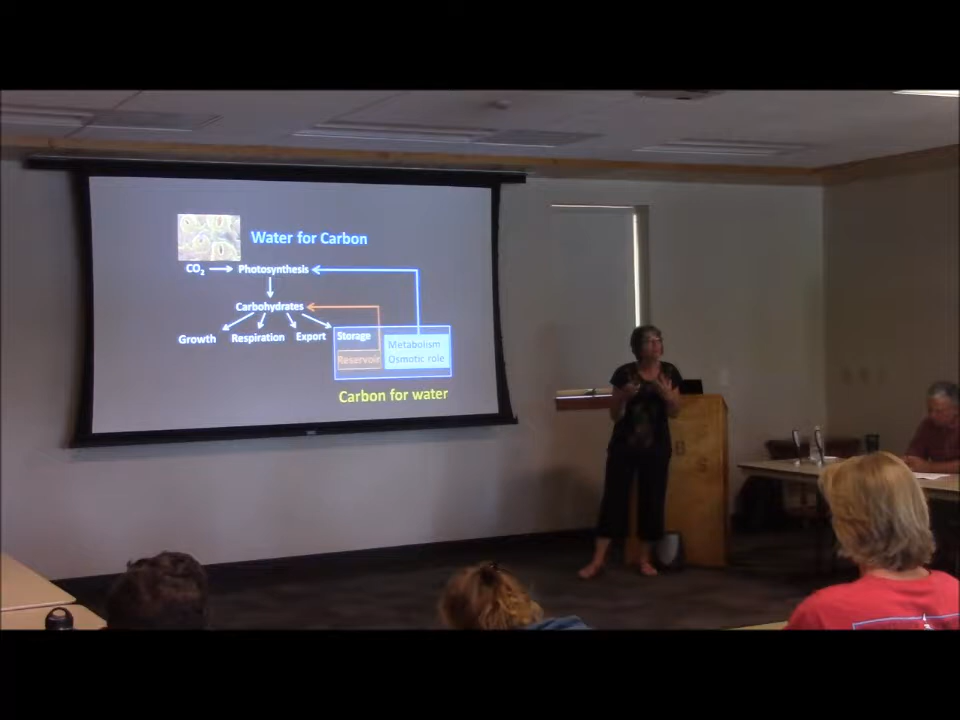 Water for Carbon
CO2 Photosynthesis
Carbohydrates
Growth Respiration Export Storage
Metabolism
Reservoir Osmotic role
Carbon for water
B
S